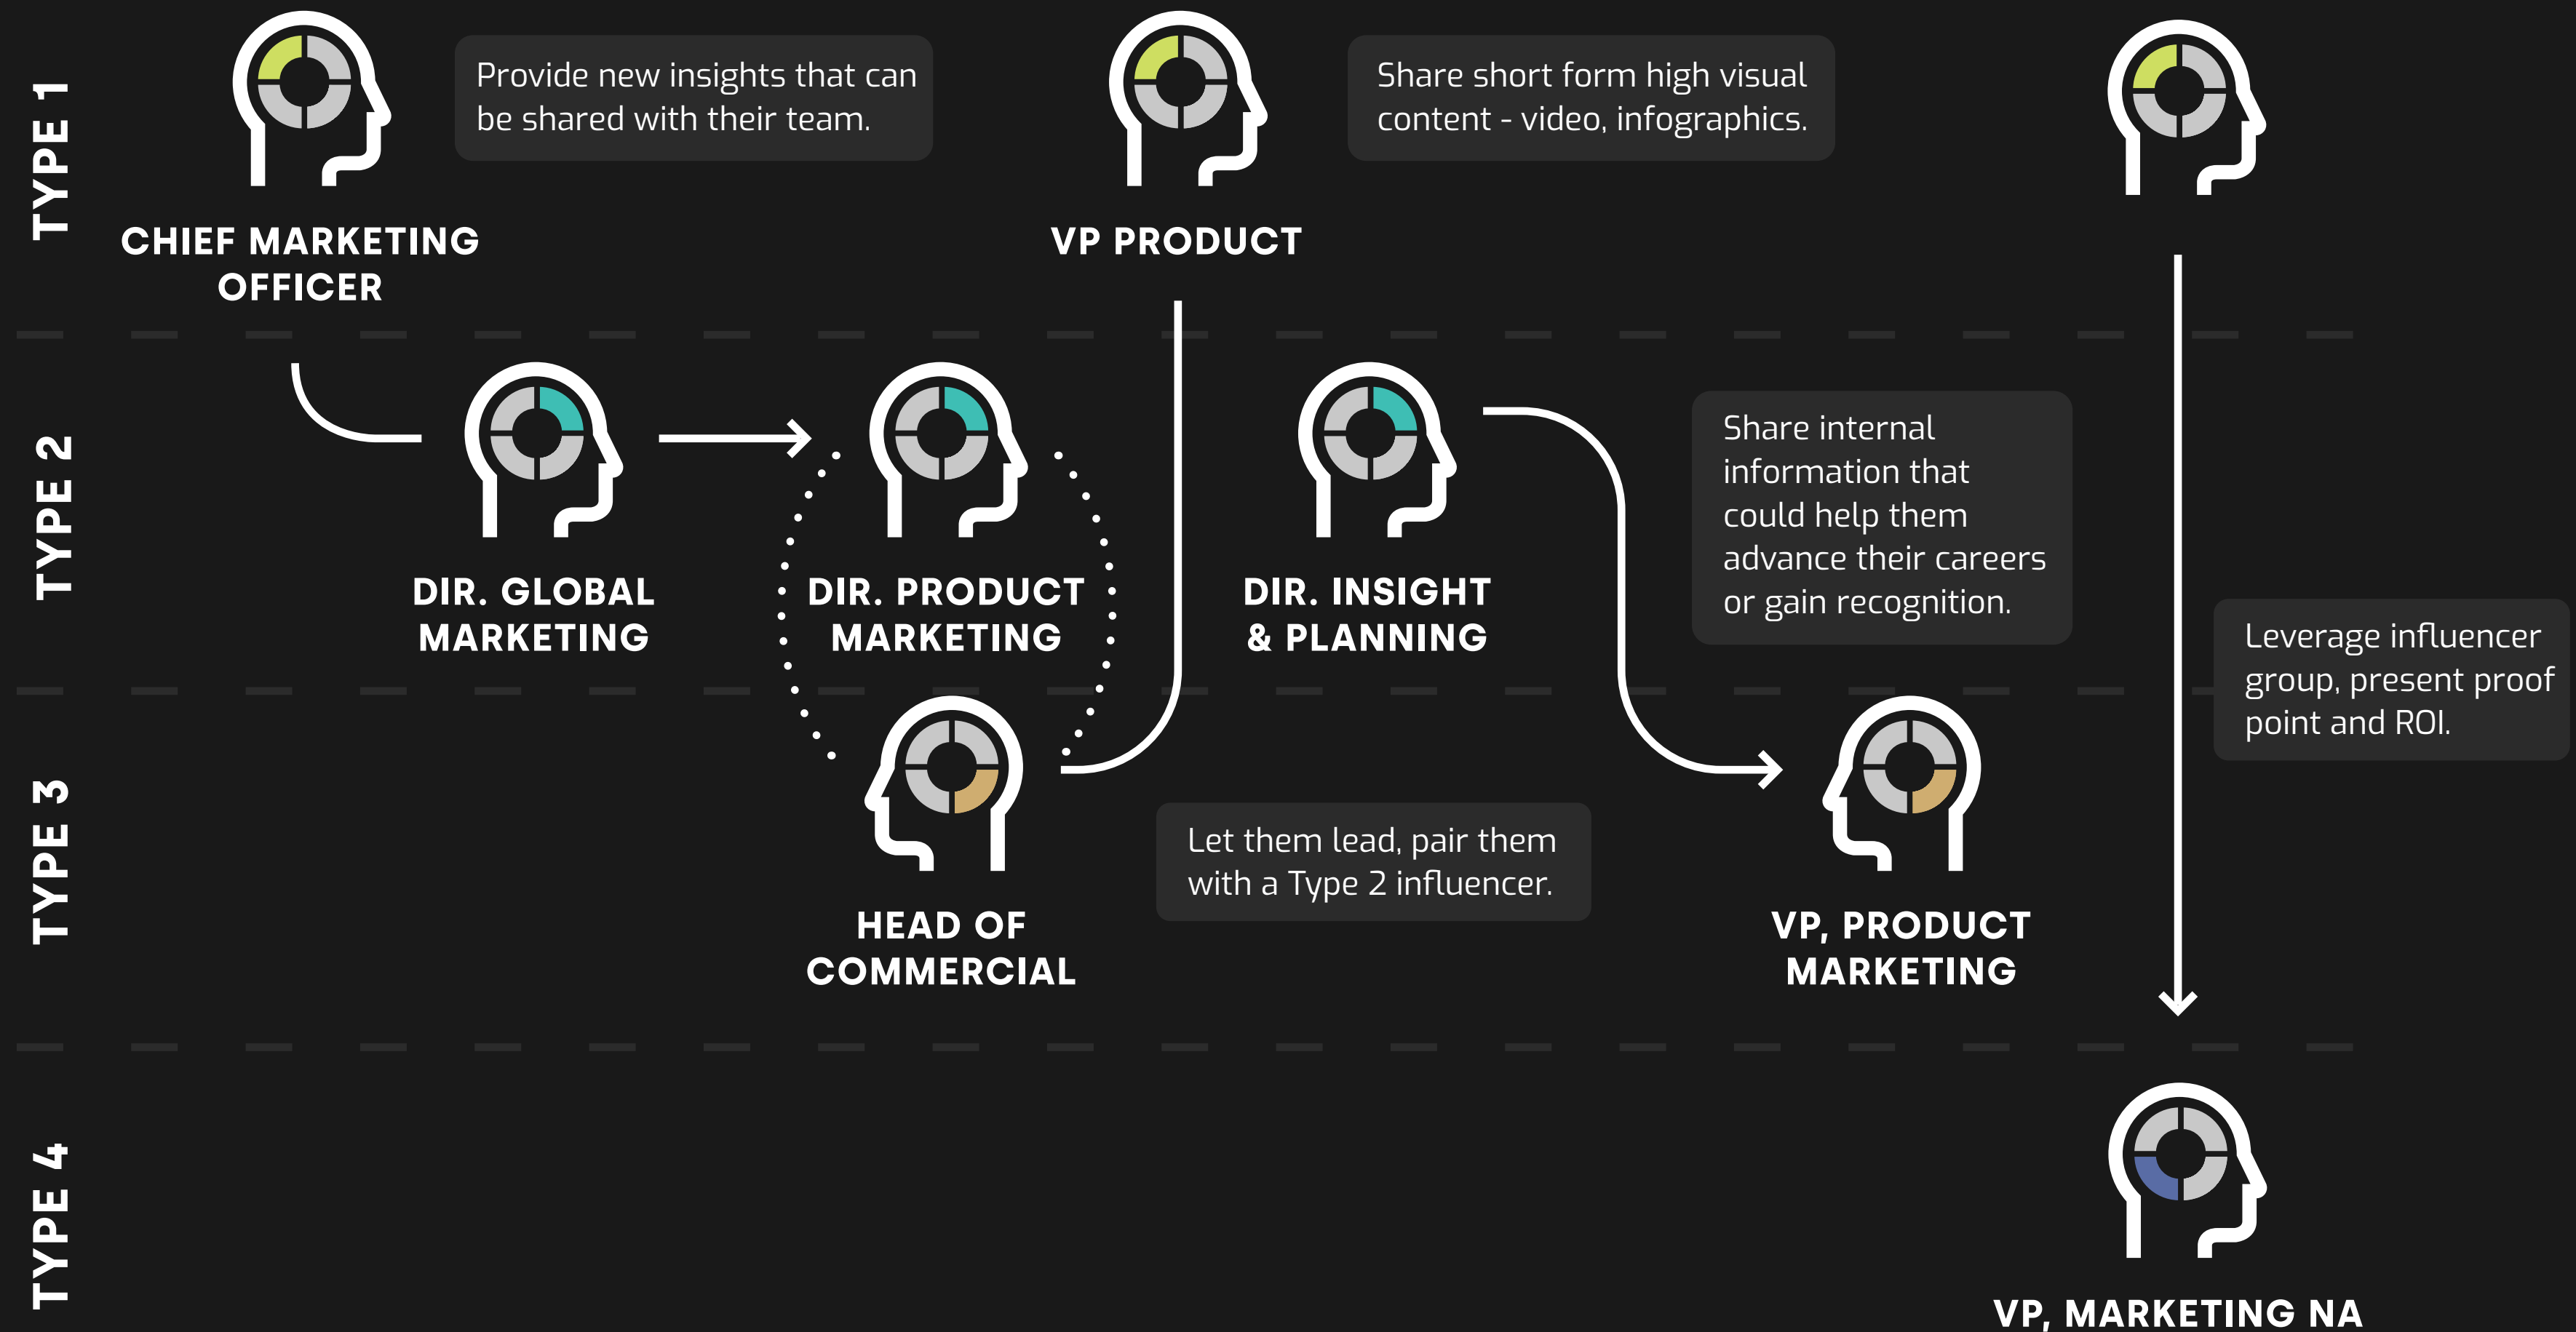 TYPE 1
CHIEF MARKETING
OFFICER
Provide new insights that can
be shared with their team.
VP PRODUCT
Share short form high visual
content - video, infographics.
TYPE 2
DIR. GLOBAL
MARKETING
DIR. PRODUCT
MARKETING
DIR. INSIGHT
& PLANNING
Share internal
information that
could help them
advance their careers
or gain recognition.
Leverage influencer
group, present proof
point and ROI.
TYPE 3
HEAD OF
COMMERCIAL
Let them lead, pair them
with a Type 2 influencer.
VP, PRODUCT
MARKETING
TYPE 4
VP, MARKETING NA